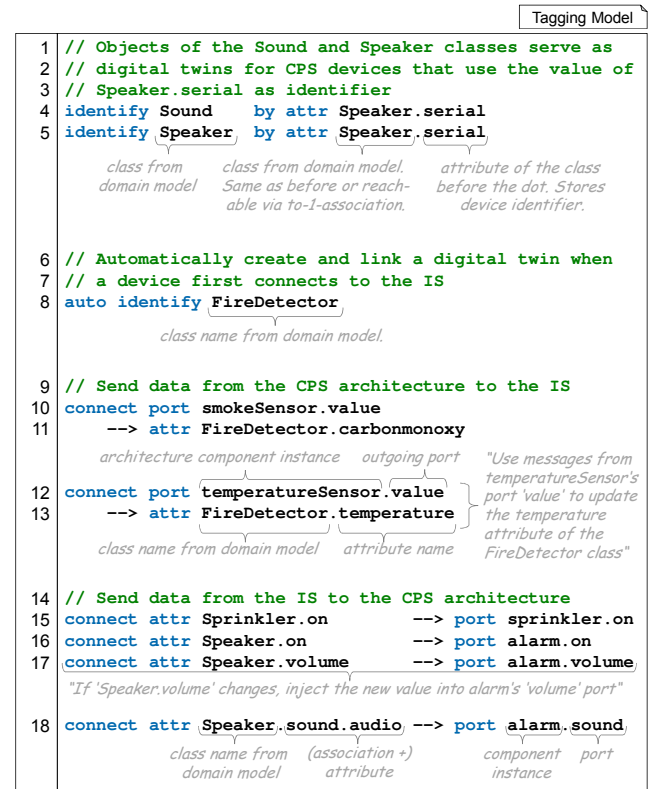 Tagging Model
1 // Objects of the Sound and Speaker classes serve as
2 // digital twins for CPS devices that use the value of
3 // Speaker.serial as identifier
4 identify Sound by attr Speaker.serial
5 identify Speaker by attr Speaker.serial
class from domain model
class from domain model. Same as before or reach-able via to-1-association.
attribute of the class before the dot. Stores device identifier.
6 // Automatically create and link a digital twin when
7 // a device first connects to the IS
8 auto identify FireDetector
class name from domain model.
9 // Send data from the CPS architecture to the IS
10 connect port smokeSensor.value
11 --> attr FireDetector.carbonmonoxy
architecture component instance outgoing port
12 connect port temperatureSensor.value
13 --> attr FireDetector.temperature
class name from domain model attribute name
"Use messages from
temperatureSensor's
port 'value' to update
the temperature
attribute of the
FireDetector class"
14 // Send data from the IS to the CPS architecture
15 connect attr Sprinkler.on --> port sprinkler.on
16 connect attr Speaker.on --> port alarm.on
17 connect attr Speaker.volume --> port alarm.volume
"If 'Speaker.volume' changes, inject the new value into alarm's 'volume' port"
18 connect attr Speaker.sound.audio --> port alarm.sound
class name from domain model
(association +) attribute
component instance
port